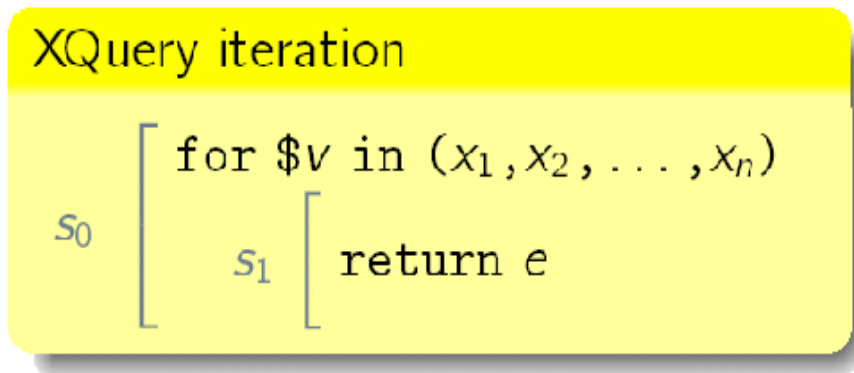 XQuery iteration
for $v in (x₁,x₂,...,xₙ)
s₀
s₁ return e